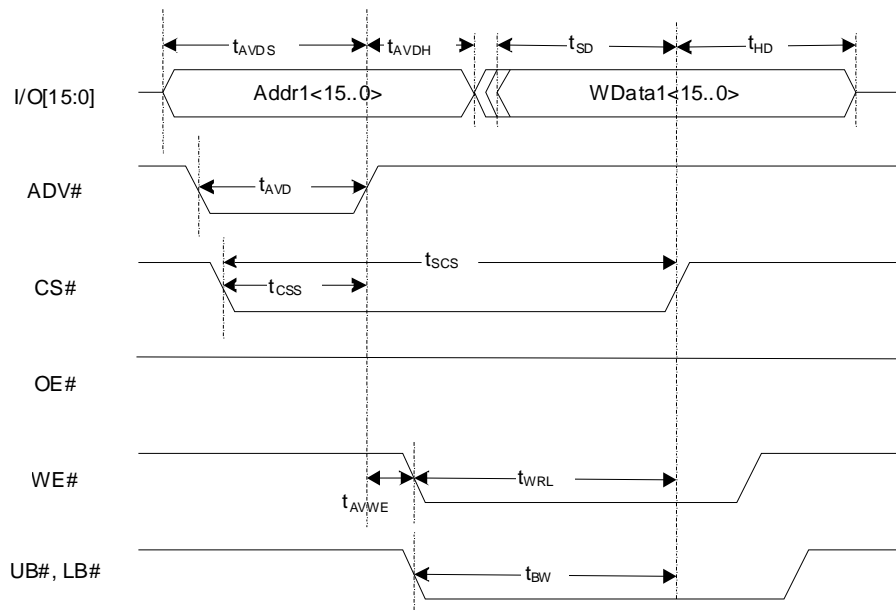 tAVDS tAVDH tSD tHD
I/O[15:0] Addr1<15..0> WData1<15..0>
ADV# tAVD
tSCS
CS# tCSS
OE#
WE# tWRL
tAVWE
UB#, LB# tBW